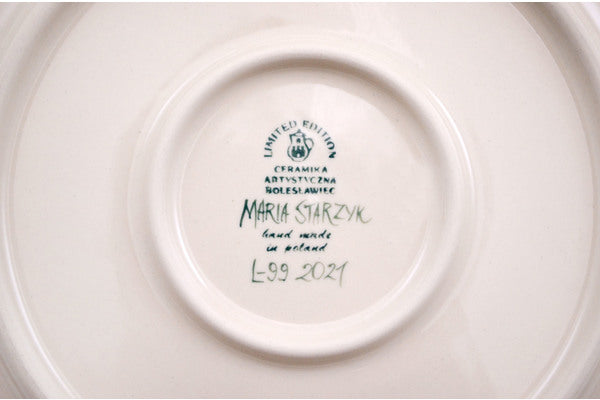 LIMITED EDITION
CERAMIKA
ARTYSTYCZNA
BOLESŁAWIEC
MARIA STARZYK
hand made
in poland
L-99 2021